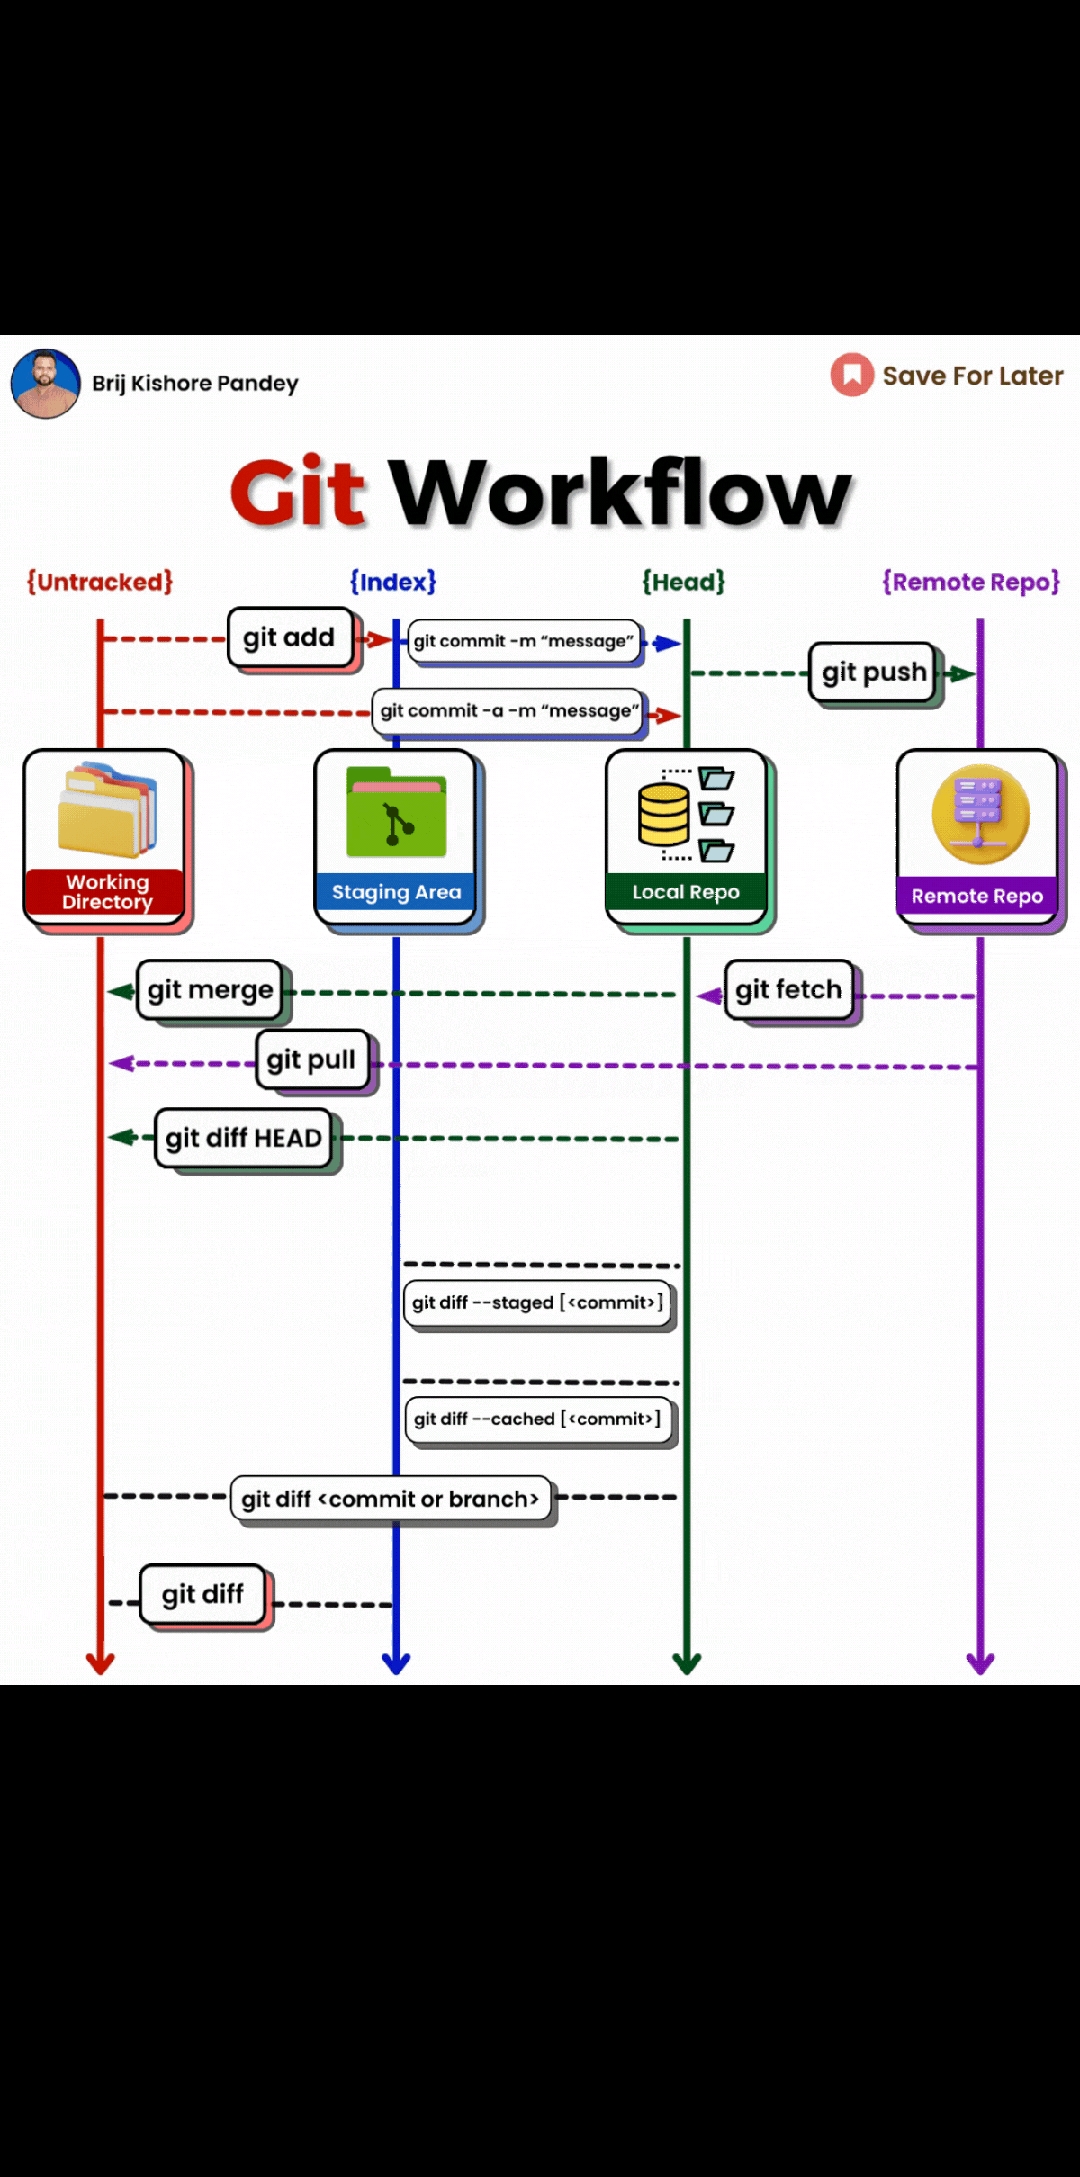 Brij Kishore Pandey
Save For Later
Git Workflow
{Untracked}
{Index}
{Head}
{Remote Repo}
git add
git commit -m “message”
git push
git commit -a -m “message”
Working
Directory
Staging Area
Local Repo
Remote Repo
git merge
git fetch
git pull
git diff HEAD
git diff --staged [<commit>]
git diff --cached [<commit>]
git diff <commit or branch>
git diff